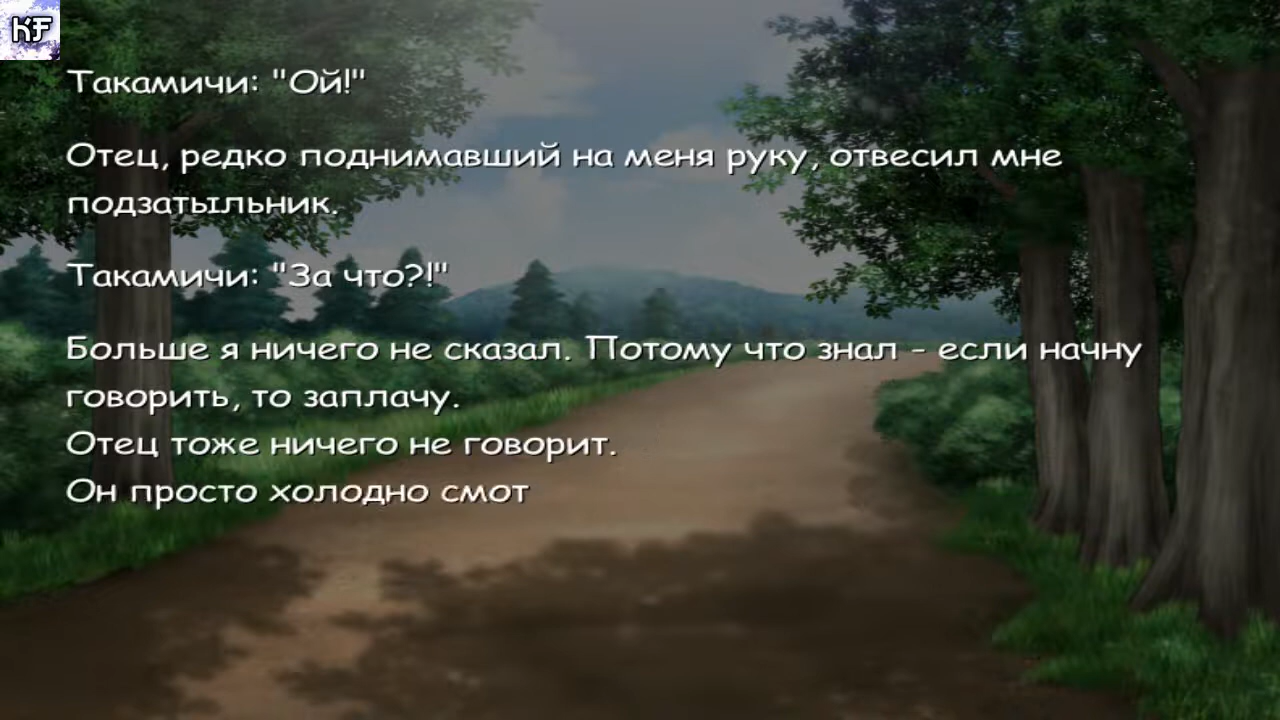 KF
Такамичи: "Ой!"
Отец, редко поднимавший на меня руку, отвесил мне
подзатыльник.
Такамичи: "За что?!"
Больше я ничего не сказал. Потому что знал - если начну
говорить, то заплачу.
Отец тоже ничего не говорит.
Он просто холодно смот